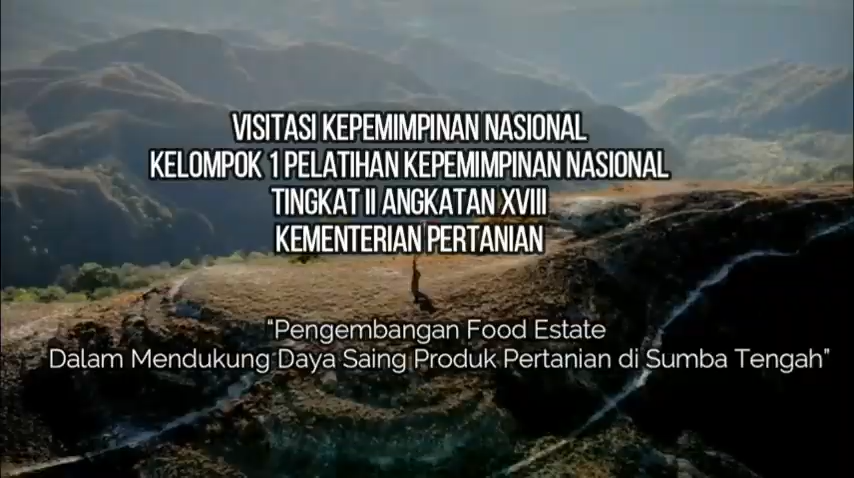 VISITASI KEPEMIMPINAN NASIONAL
KELOMPOK 1 PELATIHAN KEPEMIMPINAN NASIONAL
TINGKAT II ANGKATAN XVIII
KEMENTERIAN PERTANIAN
“Pengembangan Food Estate
Dalam Mendukung Daya Saing Produk Pertanian di Sumba Tengah”